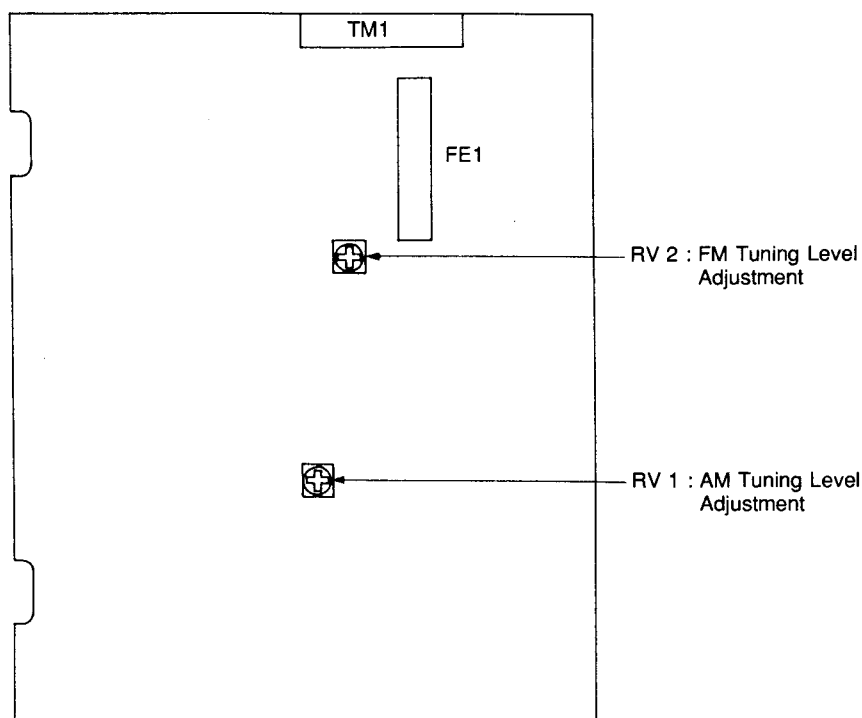 TM1
FE1
RV 2 : FM Tuning Level
Adjustment
RV 1 : AM Tuning Level
Adjustment